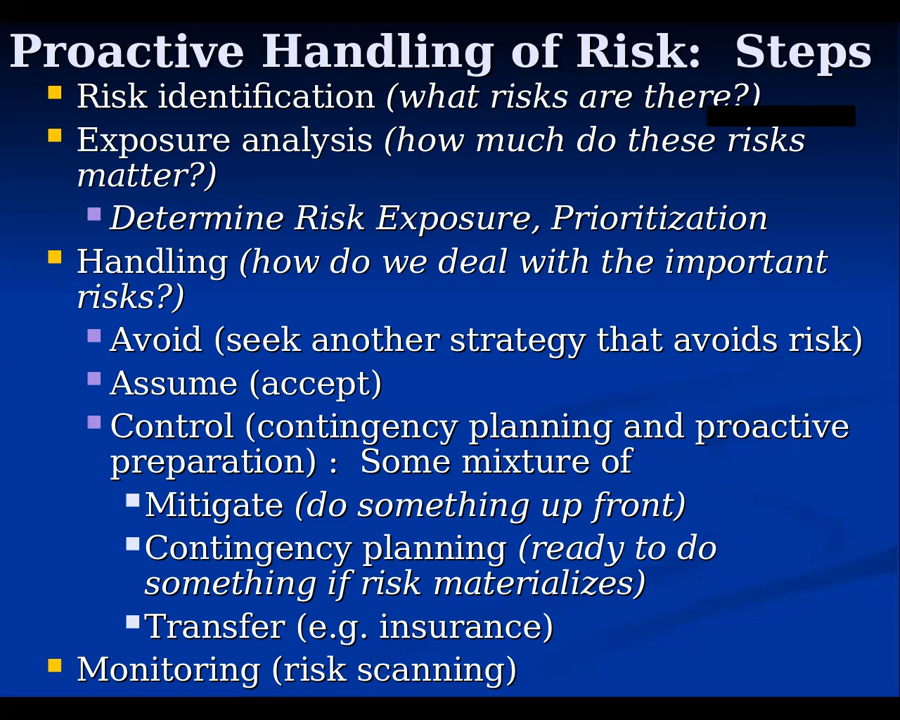 Proactive Handling of Risk:  Steps
Risk identification (what risks are there?)
Exposure analysis (how much do these risks
matter?)
Determine Risk Exposure, Prioritization
Handling (how do we deal with the important
risks?)
Avoid (seek another strategy that avoids risk)
Assume (accept)
Control (contingency planning and proactive
preparation) :  Some mixture of
Mitigate (do something up front)
Contingency planning (ready to do
something if risk materializes)
Transfer (e.g. insurance)
Monitoring (risk scanning)